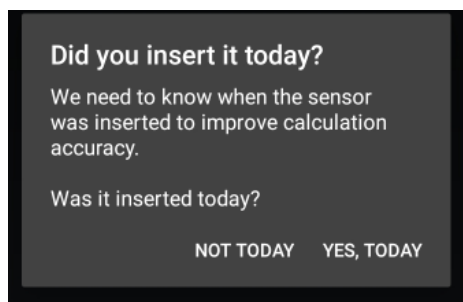 Did you insert it today?
We need to know when the sensor
was inserted to improve calculation
accuracy.
Was it inserted today?
NOT TODAY YES, TODAY